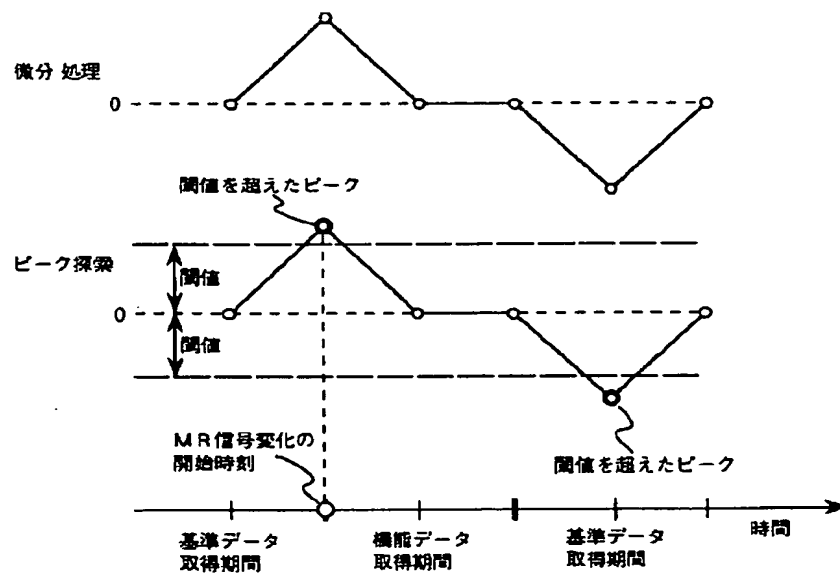 微分 処理
0
閾値を超えたピーク
ピーク探索
閾値
0
閾値
MR信号変化の
開始時刻
閾値を超えたピーク
時間
基準データ
取得期間
機能データ
取得期間
基準データ
取得期間